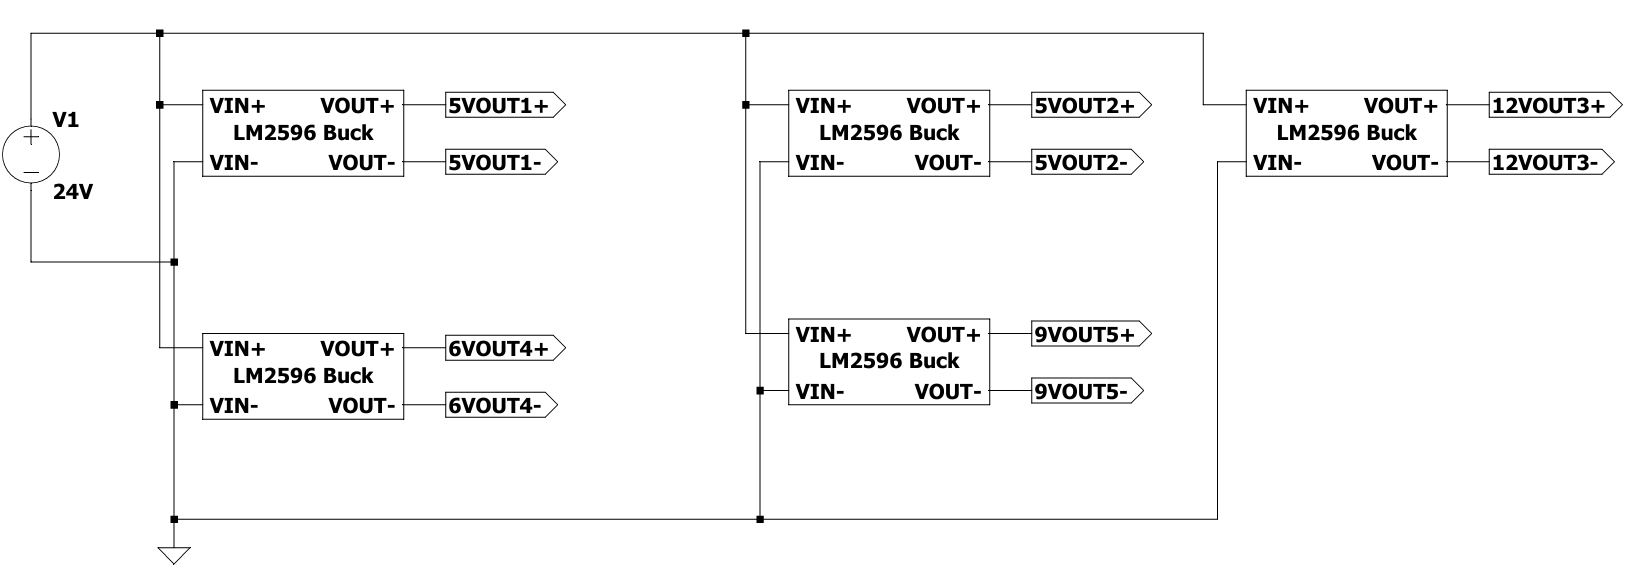 V1
24V
VIN+ VOUT+ 5VOUT1+
LM2596 Buck
VIN- VOUT- 5VOUT1-
VIN+ VOUT+ 5VOUT2+
LM2596 Buck
VIN- VOUT- 5VOUT2-
VIN+ VOUT+ 12VOUT3+
LM2596 Buck
VIN- VOUT- 12VOUT3-
VIN+ VOUT+ 6VOUT4+
LM2596 Buck
VIN- VOUT- 6VOUT4-
VIN+ VOUT+ 9VOUT5+
LM2596 Buck
VIN- VOUT- 9VOUT5-